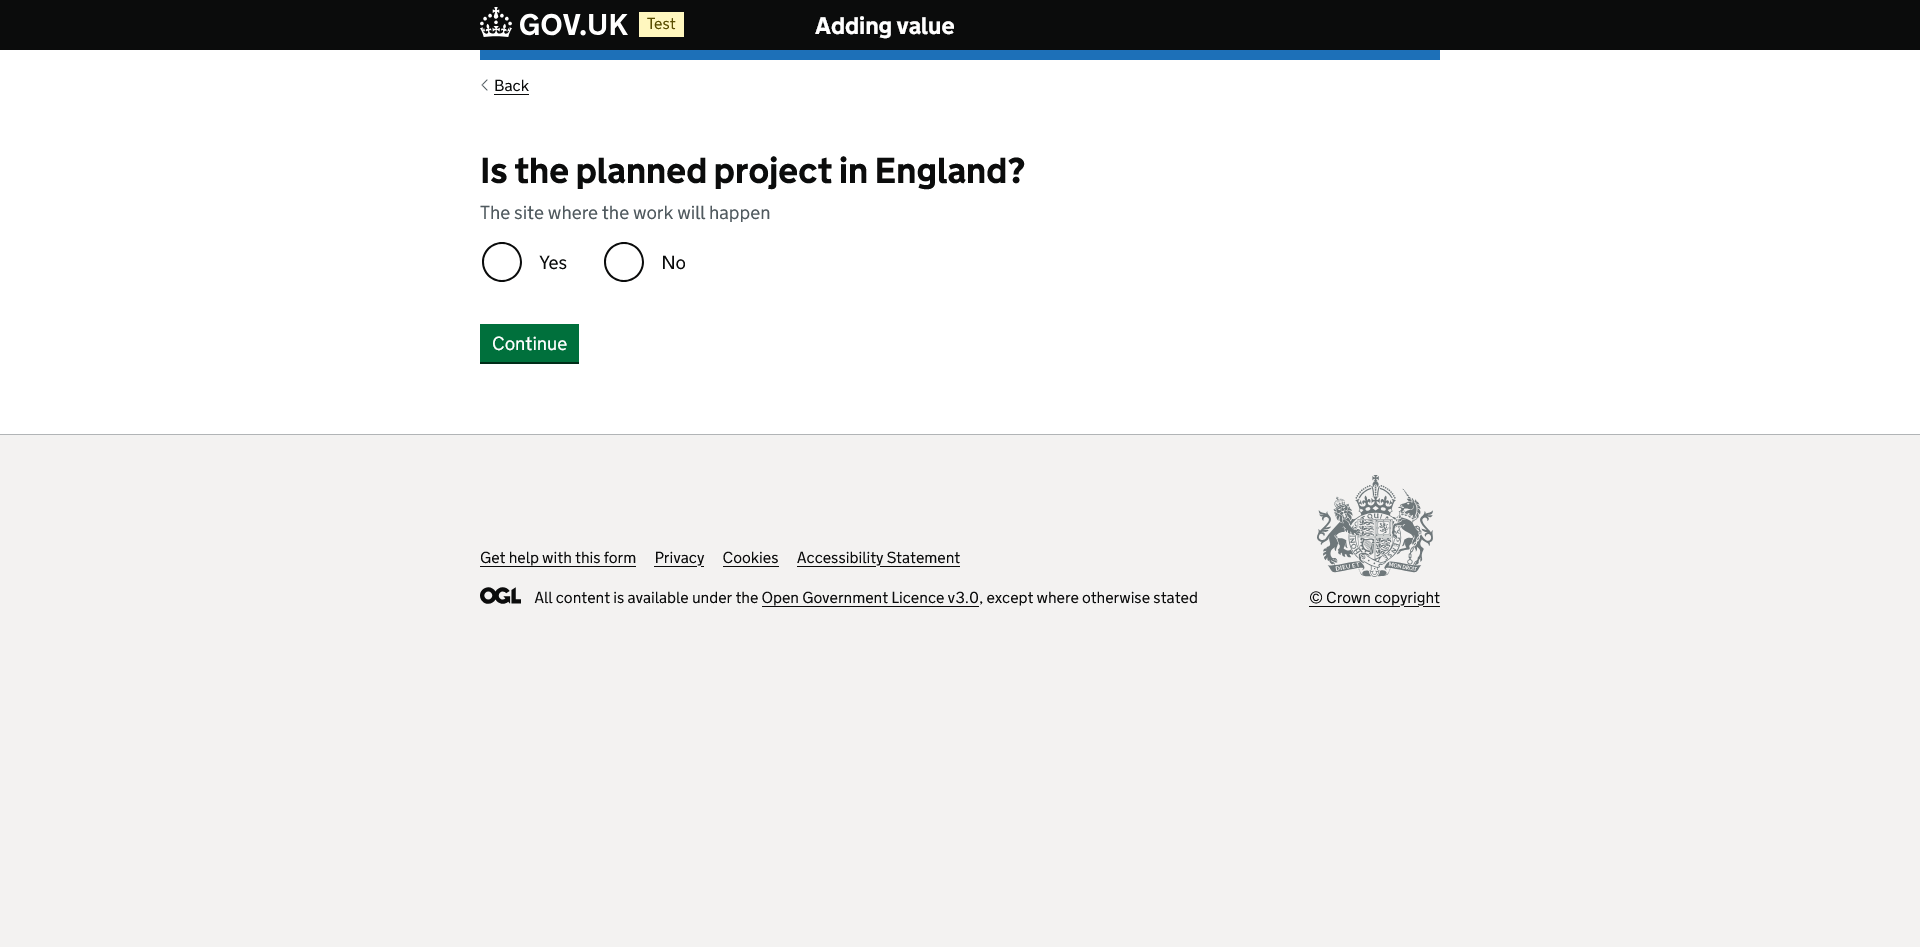 GOV.UK Test Adding value
Back
Is the planned project in England?
The site where the work will happen
Yes No
Continue
Get help with this form Privacy Cookies Accessibility Statement
OGL All content is available under the Open Government Licence v3.0, except where otherwise stated
© Crown copyright